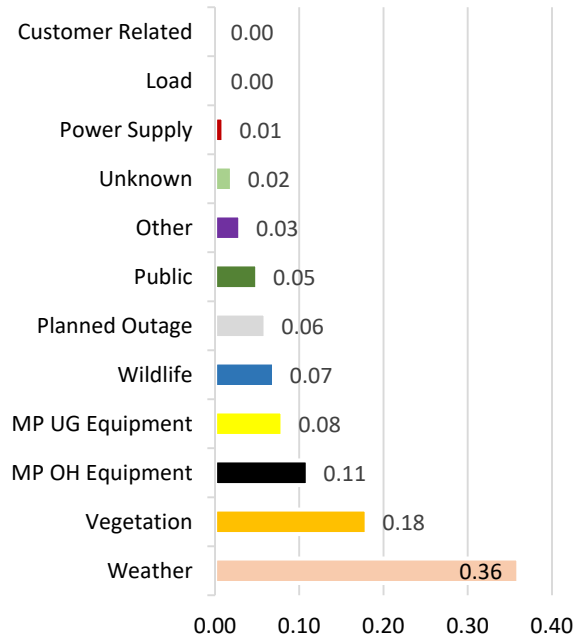 Customer Related 0.00
Load 0.00
Power Supply 0.01
Unknown 0.02
Other 0.03
Public 0.05
Planned Outage 0.06
Wildlife 0.07
MP UG Equipment 0.08
MP OH Equipment 0.11
Vegetation 0.18
Weather 0.36
0.00 0.10 0.20 0.30 0.40